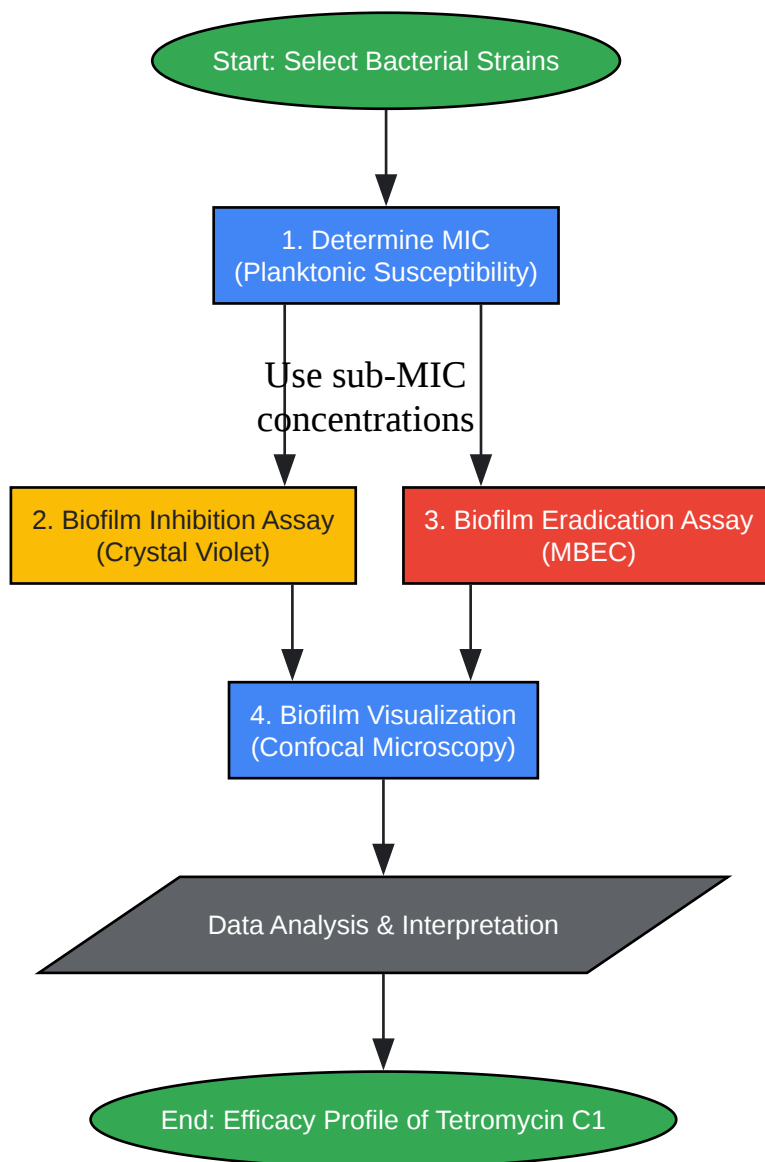 Start: Select Bacterial Strains
1. Determine MIC
(Planktonic Susceptibility)
Use sub-MIC
concentrations
2. Biofilm Inhibition Assay
(Crystal Violet)
3. Biofilm Eradication Assay
(MBEC)
4. Biofilm Visualization
(Confocal Microscopy)
Data Analysis & Interpretation
End: Efficacy Profile of Tetromycin C1